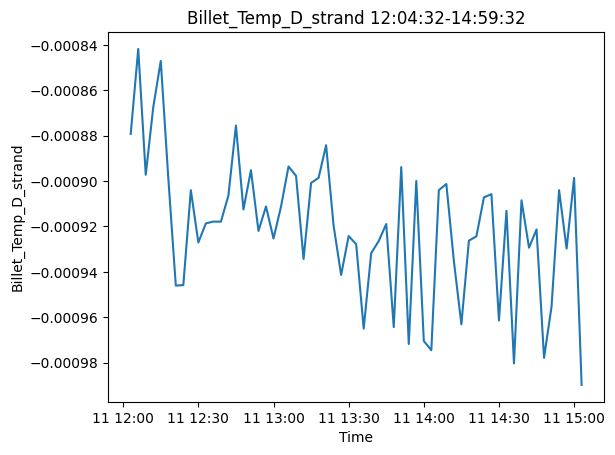 Billet_Temp_D_strand 12:04:32-14:59:32
−0.00084
−0.00086
−0.00088
−0.00090
−0.00092
−0.00094
−0.00096
−0.00098
Billet_Temp_D_strand
11 12:00 11 12:30 11 13:00 11 13:30 11 14:00 11 14:30 11 15:00
Time